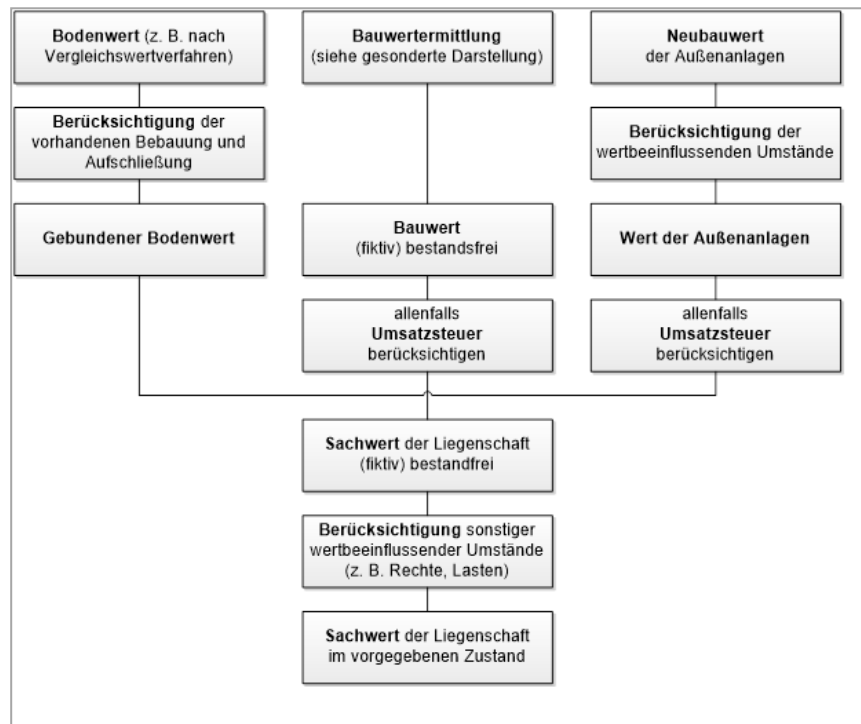 Bodenwert (z. B. nach
Vergleichswertverfahren)
Berücksichtigung der
vorhandenen Bebauung und
Aufschließung
Gebundener Bodenwert
Bauwertermittlung
(siehe gesonderte Darstellung)
Bauwert
(fiktiv) bestandsfrei
allenfalls
Umsatzsteuer
berücksichtigen
Neubauwert
der Außenanlagen
Berücksichtigung der
wertbeeinflussenden Umstände
Wert der Außenanlagen
allenfalls
Umsatzsteuer
berücksichtigen
Sachwert der Liegenschaft
(fiktiv) bestandfrei
Berücksichtigung sonstiger
wertbeeinflussender Umstände
(z. B. Rechte, Lasten)
Sachwert der Liegenschaft
im vorgegebenen Zustand